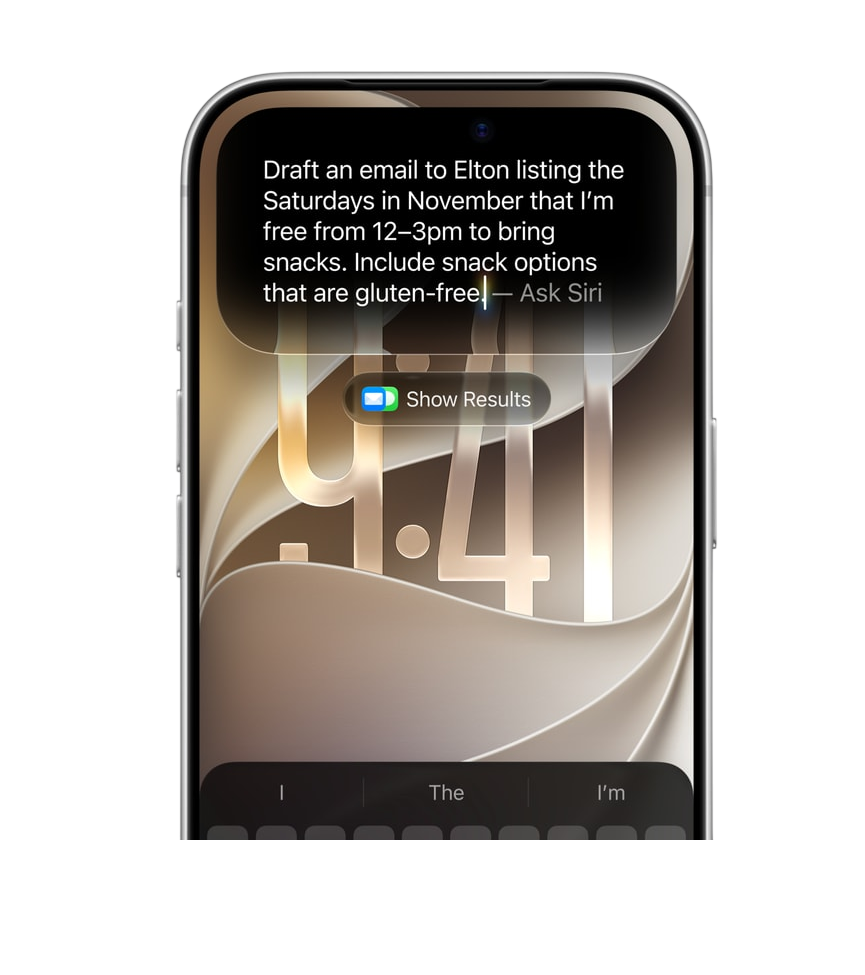 Draft an email to Elton listing the
Saturdays in November that I’m
free from 12–3pm to bring
snacks. Include snack options
that are gluten-free. — Ask Siri
Show Results
9:41
I The I’m